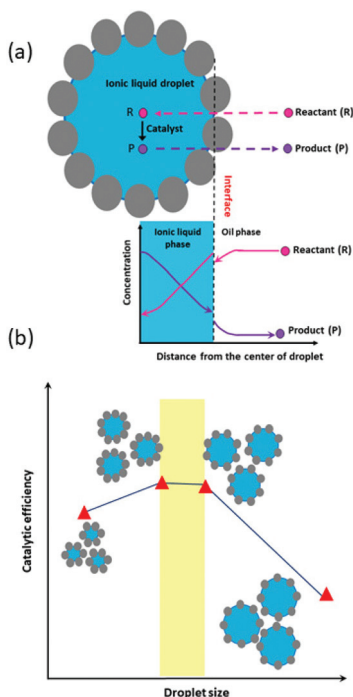 (a)
Ionic liquid droplet
R
Reactant (R)
Catalyst
P
Product (P)
Interface
Ionic liquid
phase
Oil phase
Concentration
Reactant (R)
Product (P)
Distance from the center of droplet
(b)
Catalytic efficiency
Droplet size